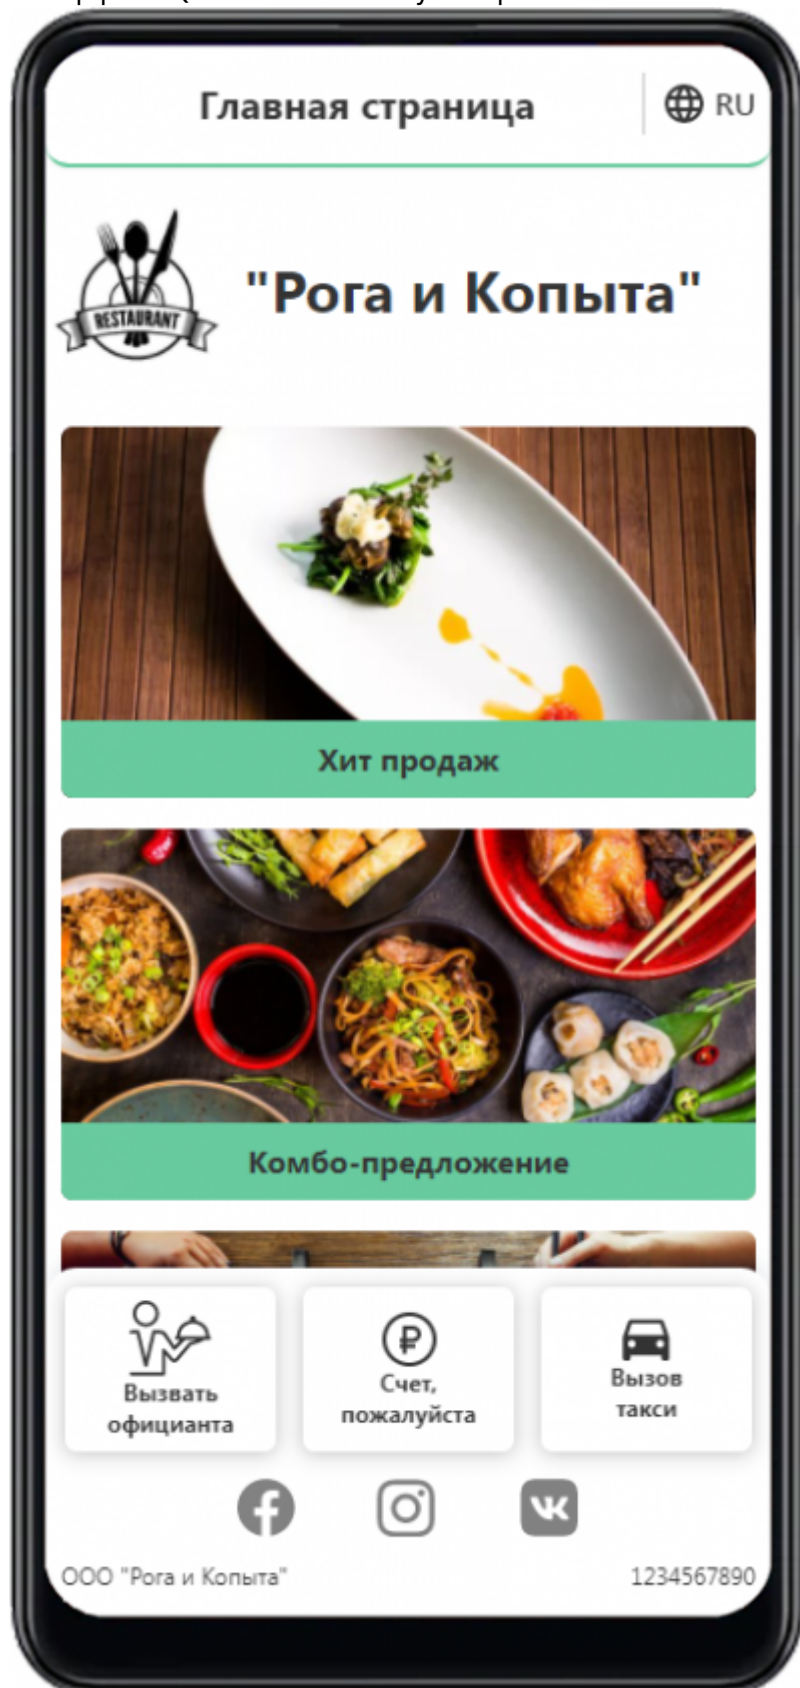 Главная страница
RU
RESTAURANT
"Рога и Копыта"
Хит продаж
Комбо-предложение
Вызвать
официанта
Счет,
пожалуйста
Вызов
такси
ООО "Рога и Копыта"
1234567890